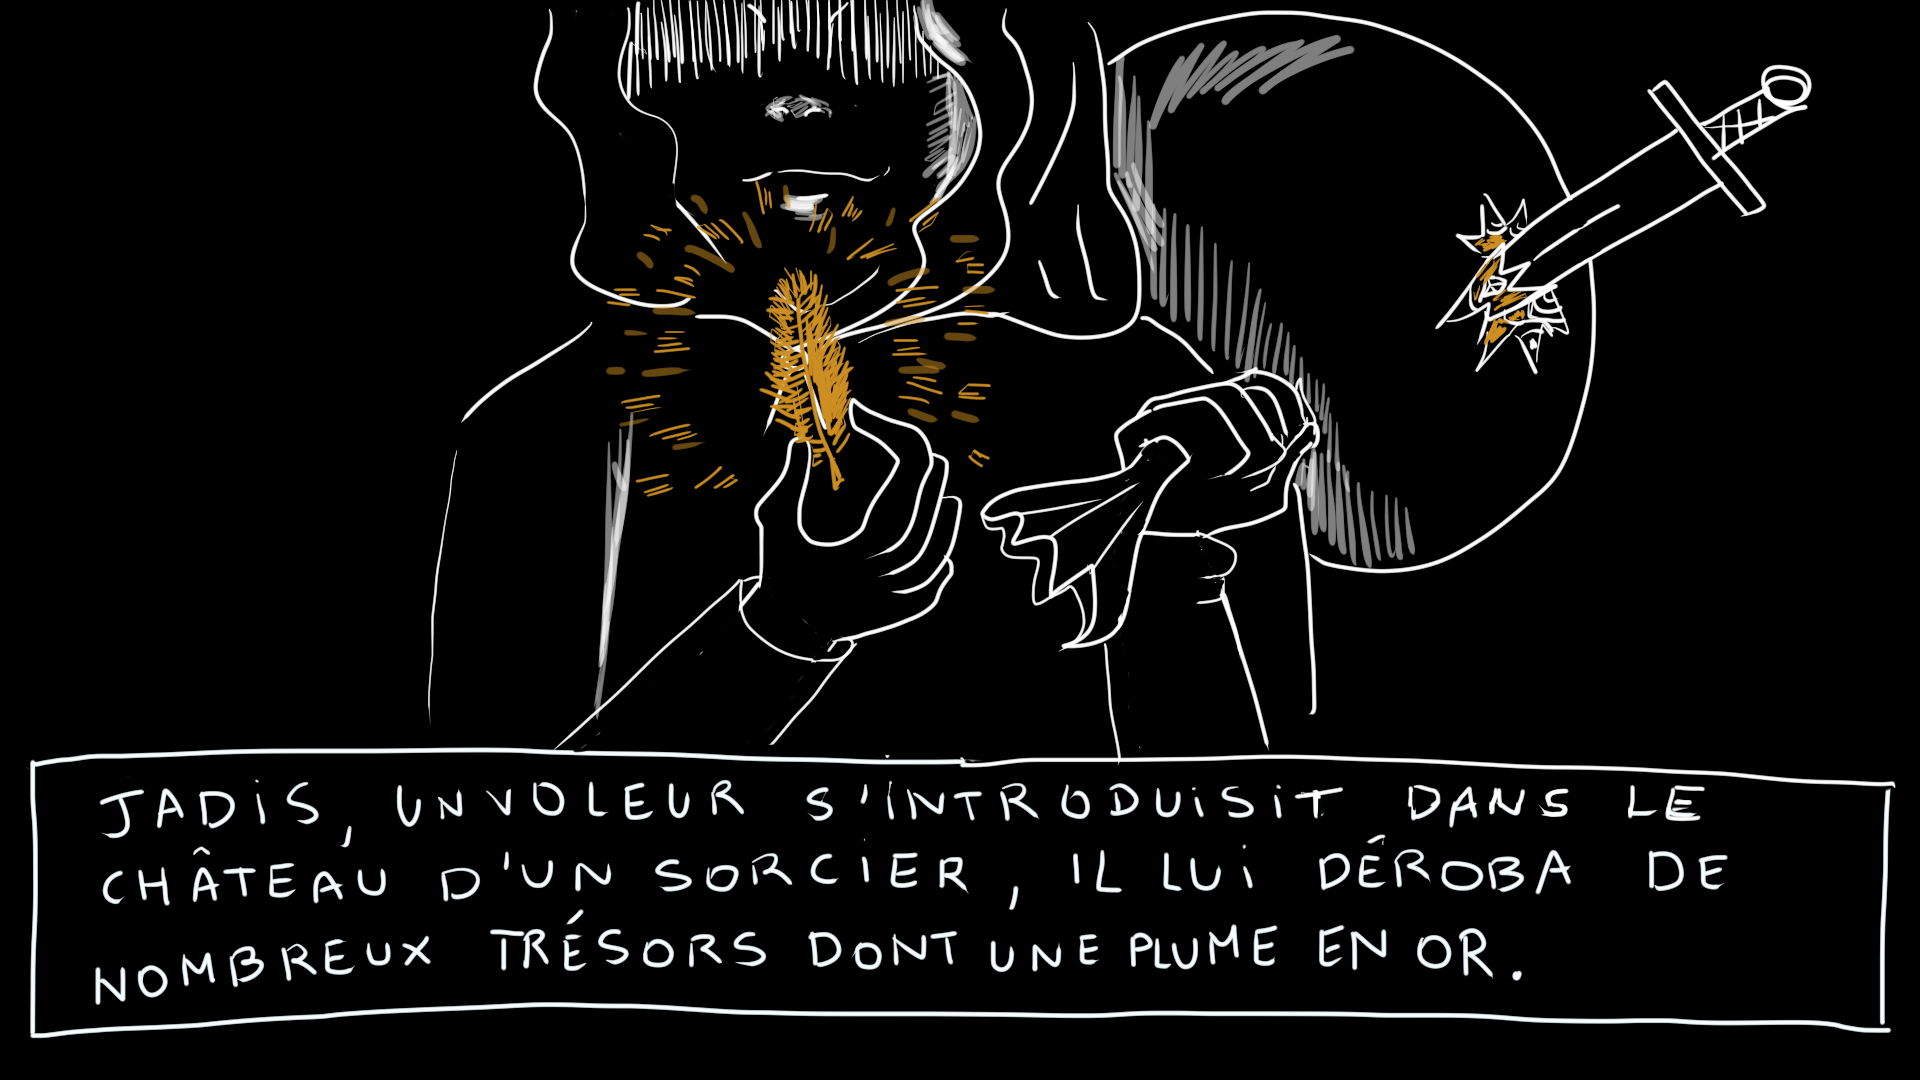 JADIS, UN VOLEUR S'INTRODUISIT DANS LE
CHÂTEAU D'UN SORCIER, IL LUI DÉROBA DE
NOMBREUX TRÉSORS DONT UNE PLUME EN OR.